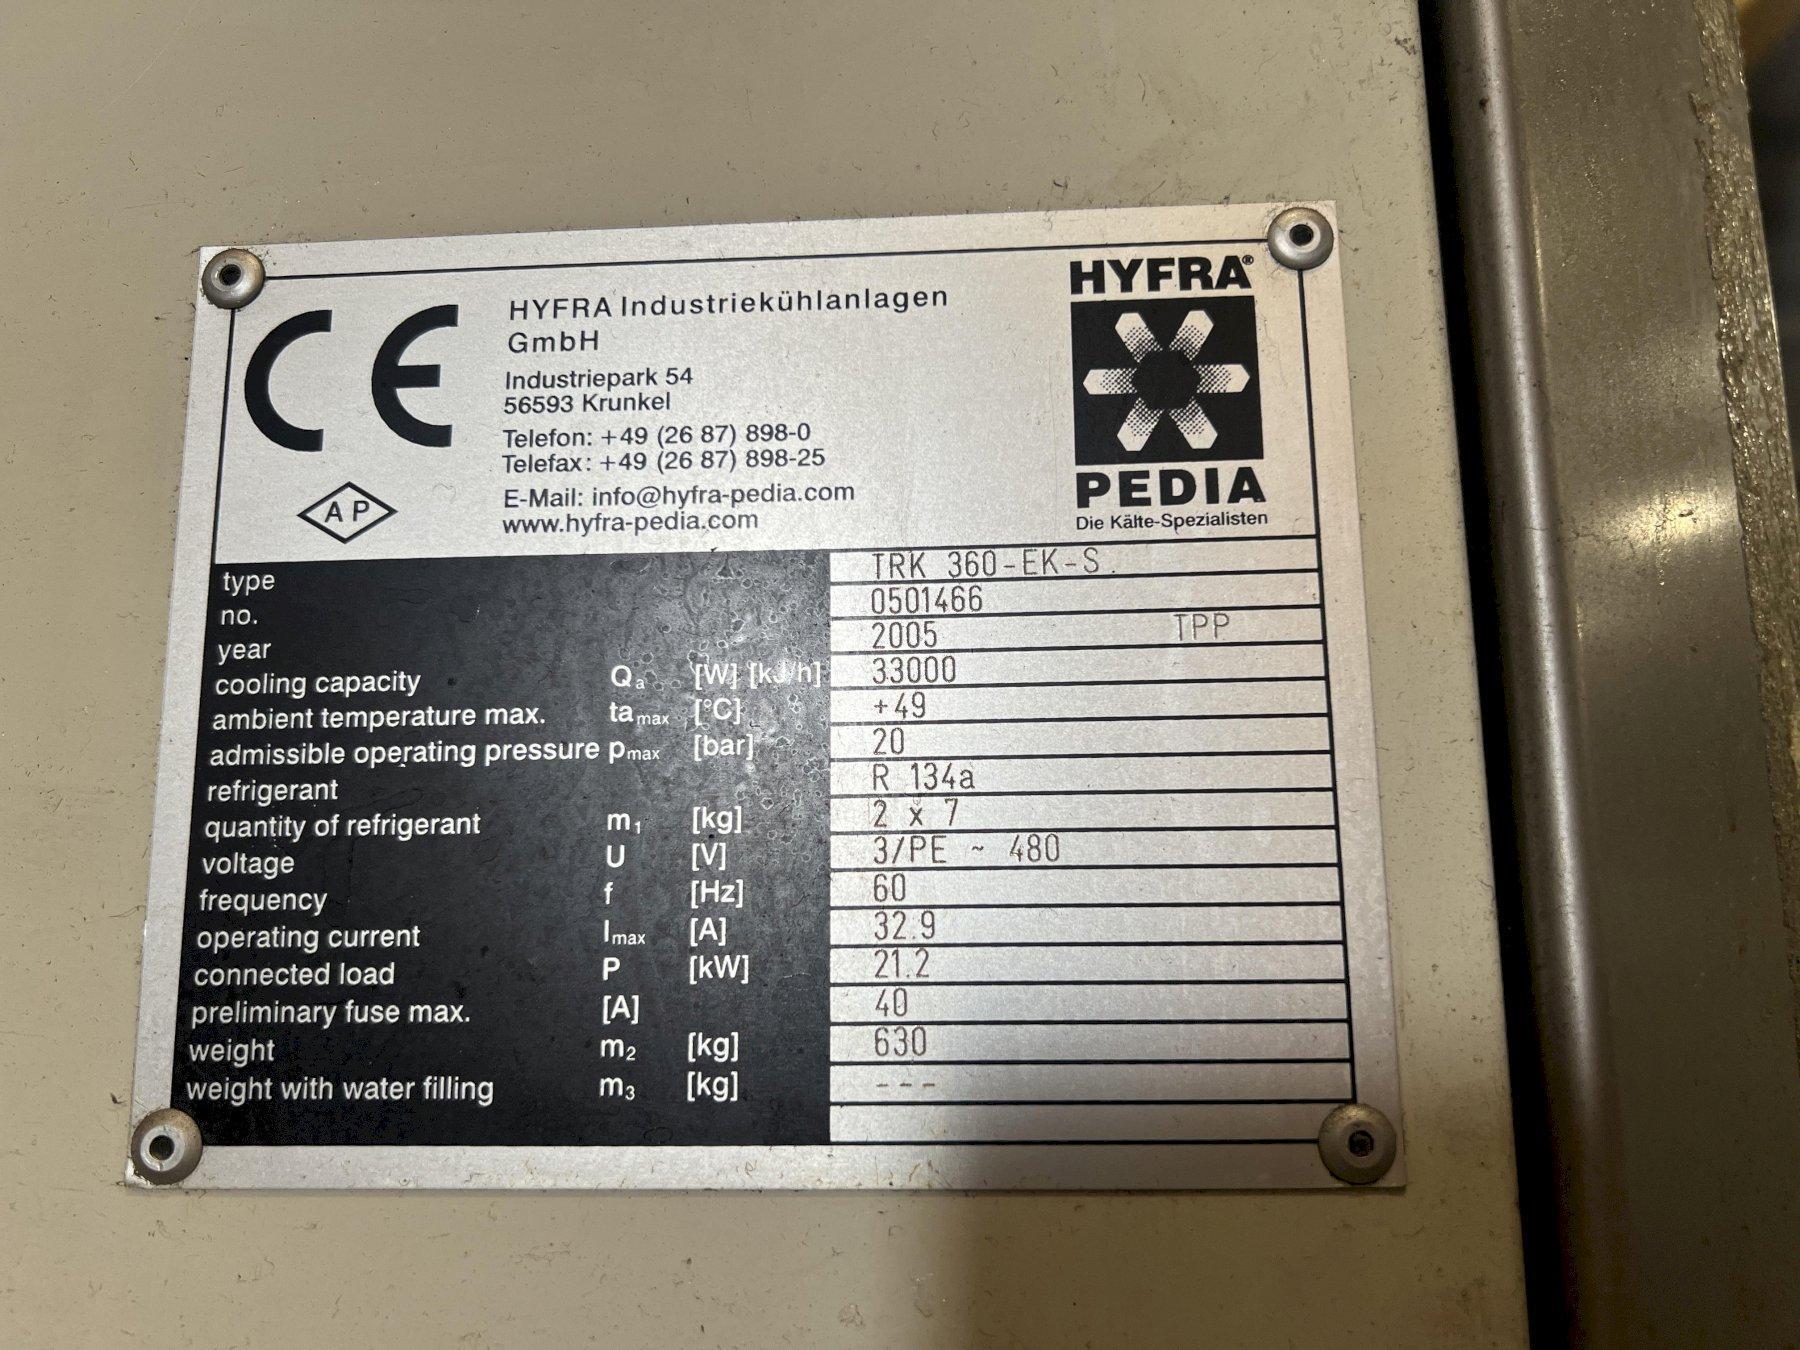 CE
HYFRA Industriekühlanlagen
GmbH
Industriepark 54
56593 Krunkel
Telefon: +49 (26 87) 898-0
Telefax: +49 (26 87) 898-25
E-Mail: info@hyfra-pedia.com
www.hyfra-pedia.com
AP
HYFRA®
PEDIA
Die Kälte-Spezialisten
type TRK 360-EK-S.
no. 0501466
year 2005 TPP
cooling capacity Qa [W] [kJ/h] 33000
ambient temperature max. ta max [°C] +49
admissible operating pressure pmax [bar] 20
refrigerant R 134a
quantity of refrigerant m1 [kg] 2 x 7
voltage U [V] 3/PE ~ 480
frequency f [Hz] 60
operating current Imax [A] 32.9
connected load P [kW] 21.2
preliminary fuse max. [A] 40
weight m2 [kg] 630
weight with water filling m3 [kg] ---